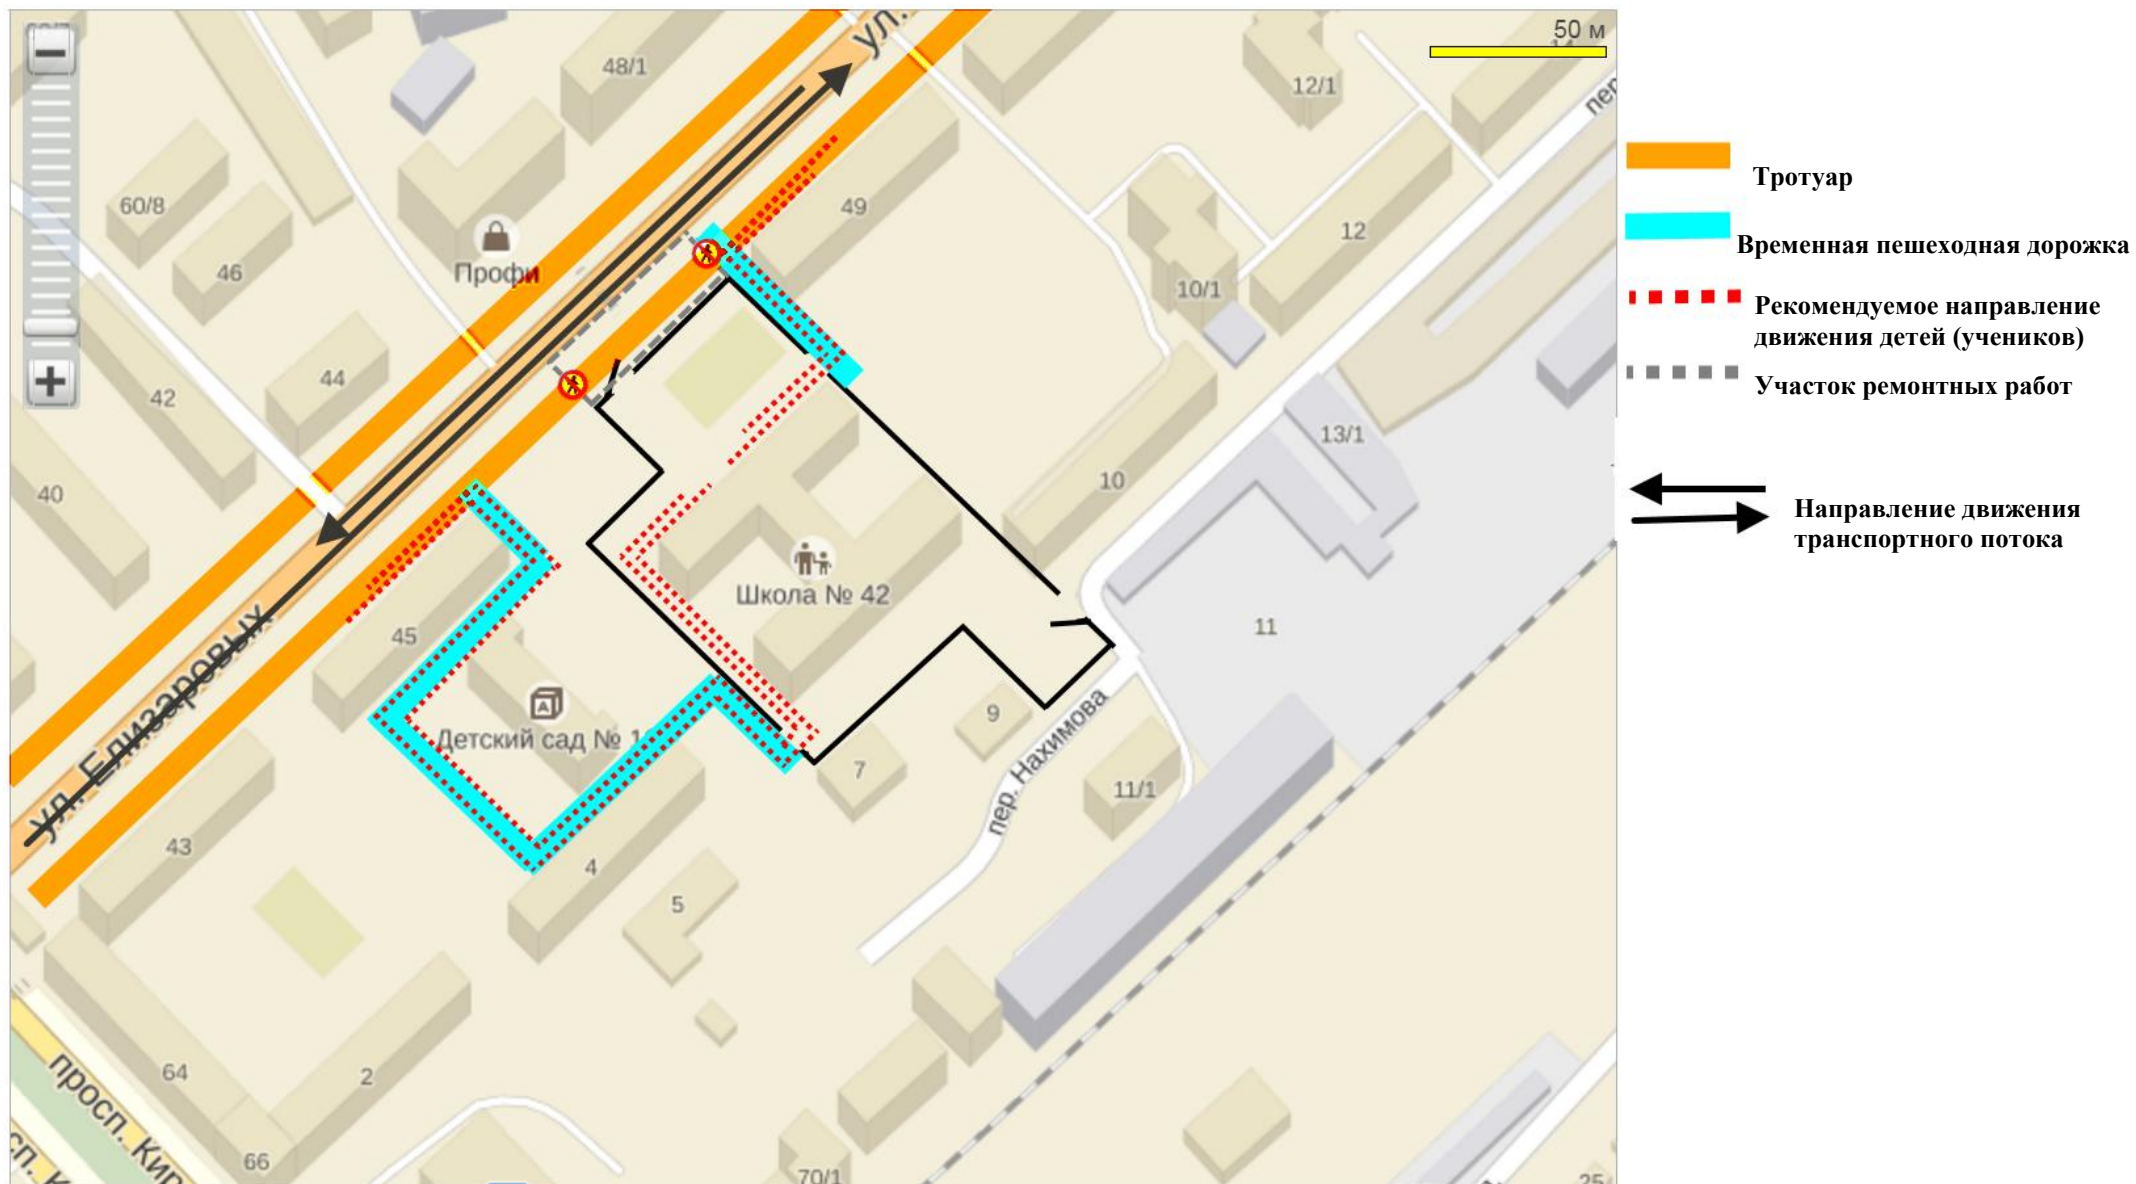 50 м
ул.
48/1
12/1
пер
60/8
49
12
46
Профи
10/1
44
42
13/1
40
10
Школа № 42
11
45
Детский сад № 1
9
7
пер. Нахимова
11/1
ул. Елизаровых
43
4
5
64
2
просп. Кир
66
70/1
25/
Тротуар
Временная пешеходная дорожка
Рекомендуемое направление
движения детей (учеников)
Участок ремонтных работ
Направление движения
транспортного потока